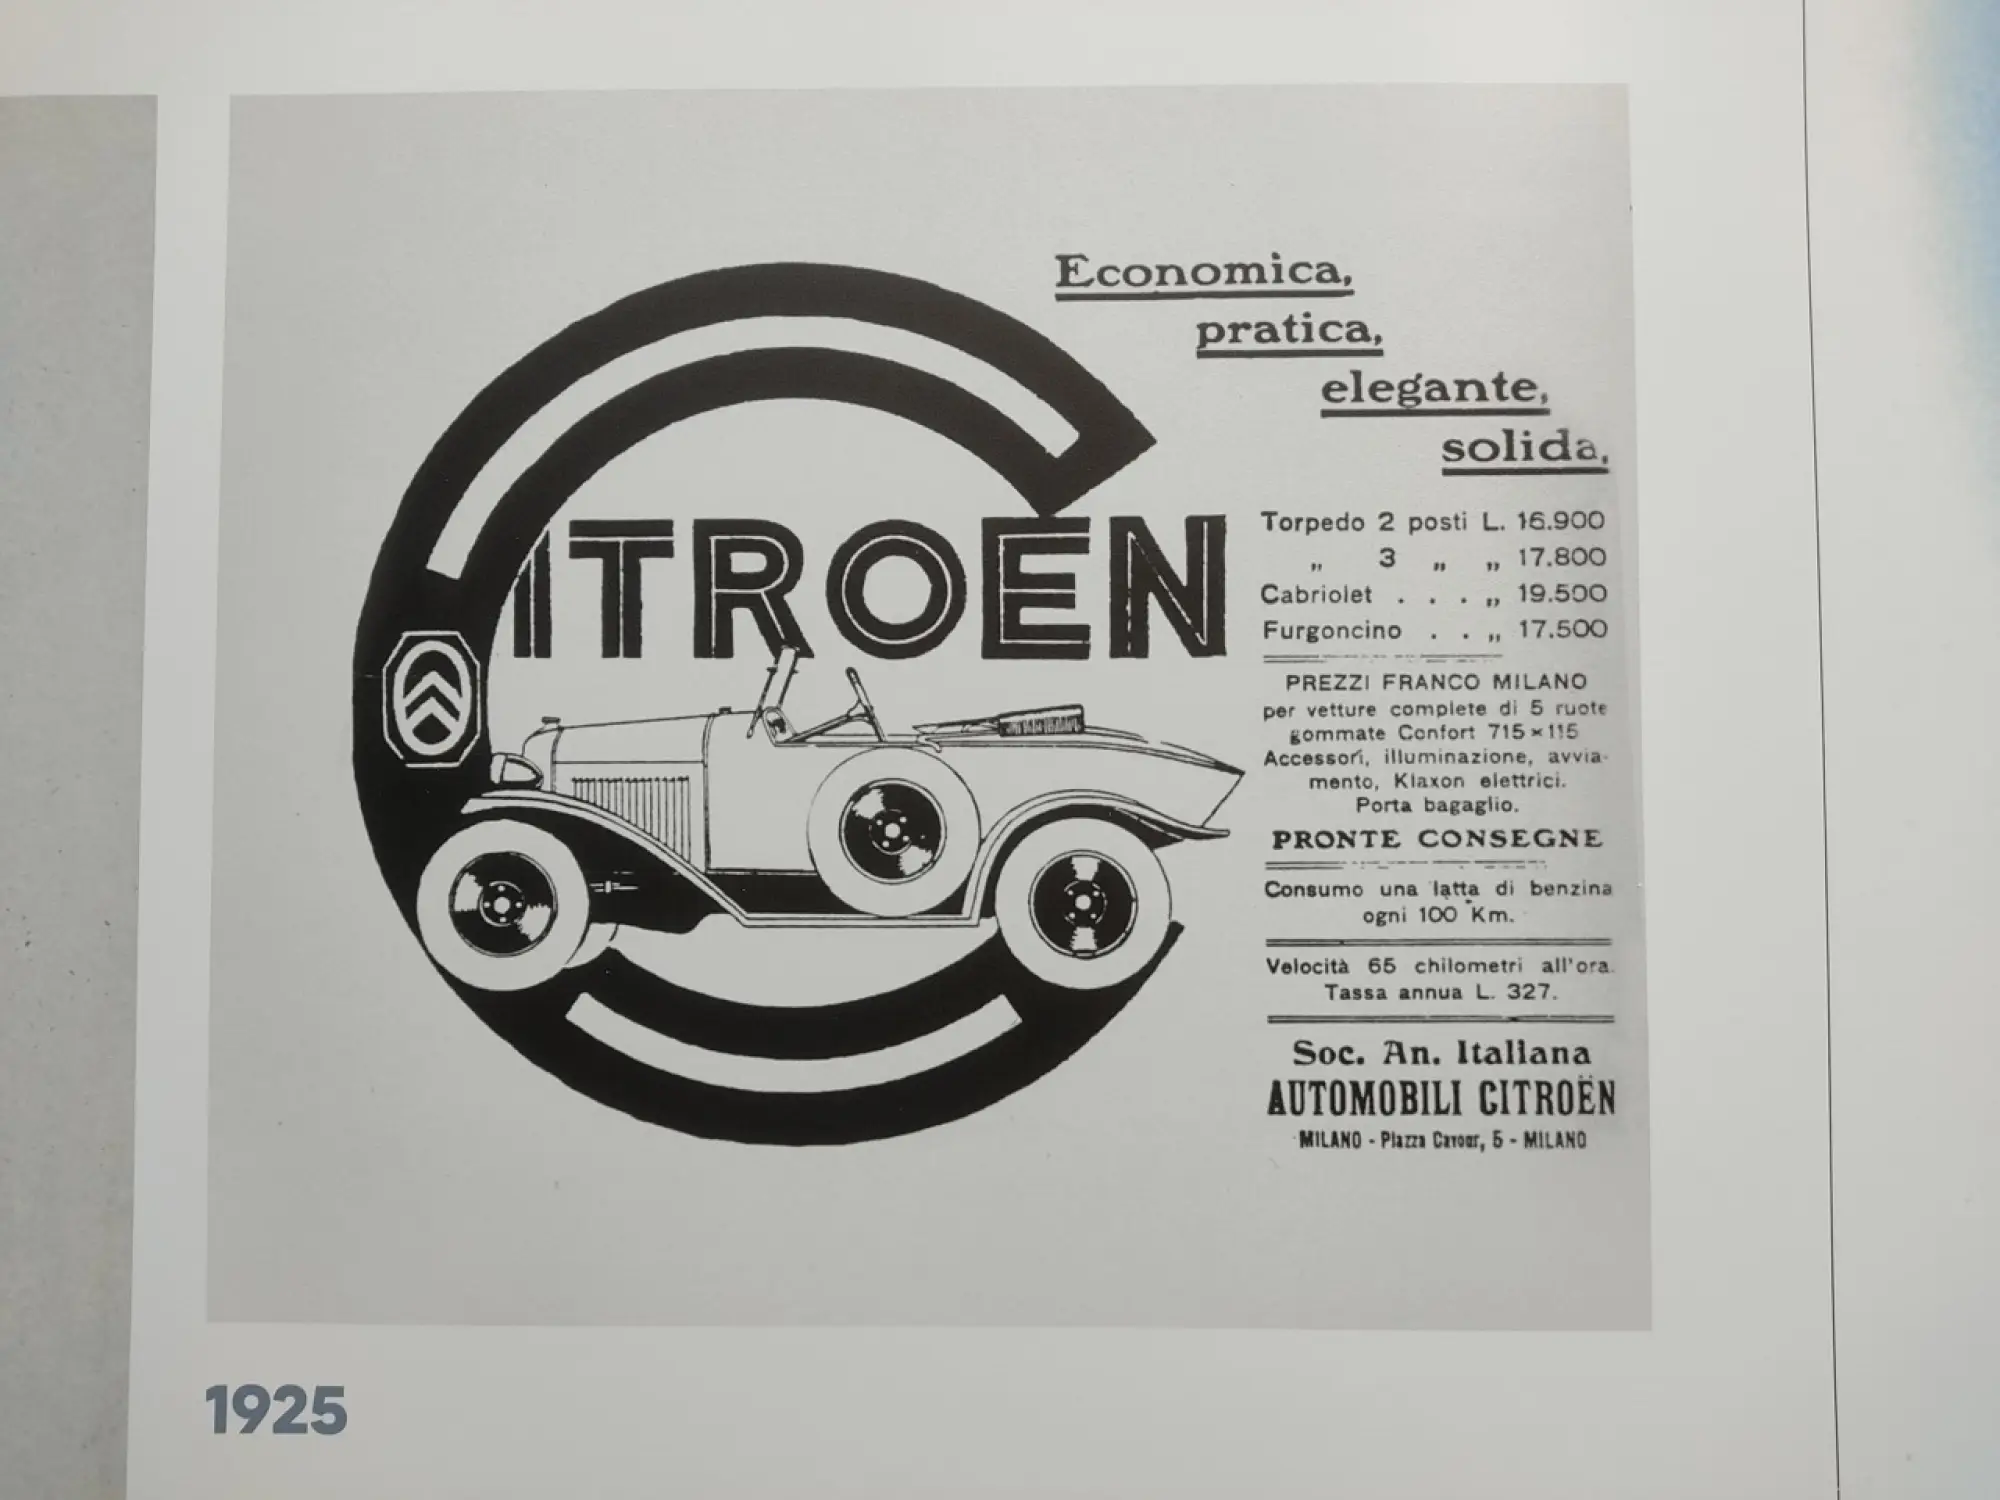 CITROËN
Economica,
pratica,
elegante,
solida,
Torpedo 2 posti L. 16.900
„ 3 „ „ 17.800
Cabriolet . . . „ 19.500
Furgoncino . . „ 17.500
PREZZI FRANCO MILANO
per vetture complete di 5 ruote
gommate Confort 715 × 115
Accessori, illuminazione, avvia-
mento, Klaxon elettrici.
Porta bagaglio.
PRONTE CONSEGNE
Consumo una latta di benzina
ogni 100 Km.
Velocità 65 chilometri all'ora.
Tassa annua L. 327.
Soc. An. Italiana
AUTOMOBILI CITROËN
MILANO - Piazza Cavour, 5 - MILANO
1925